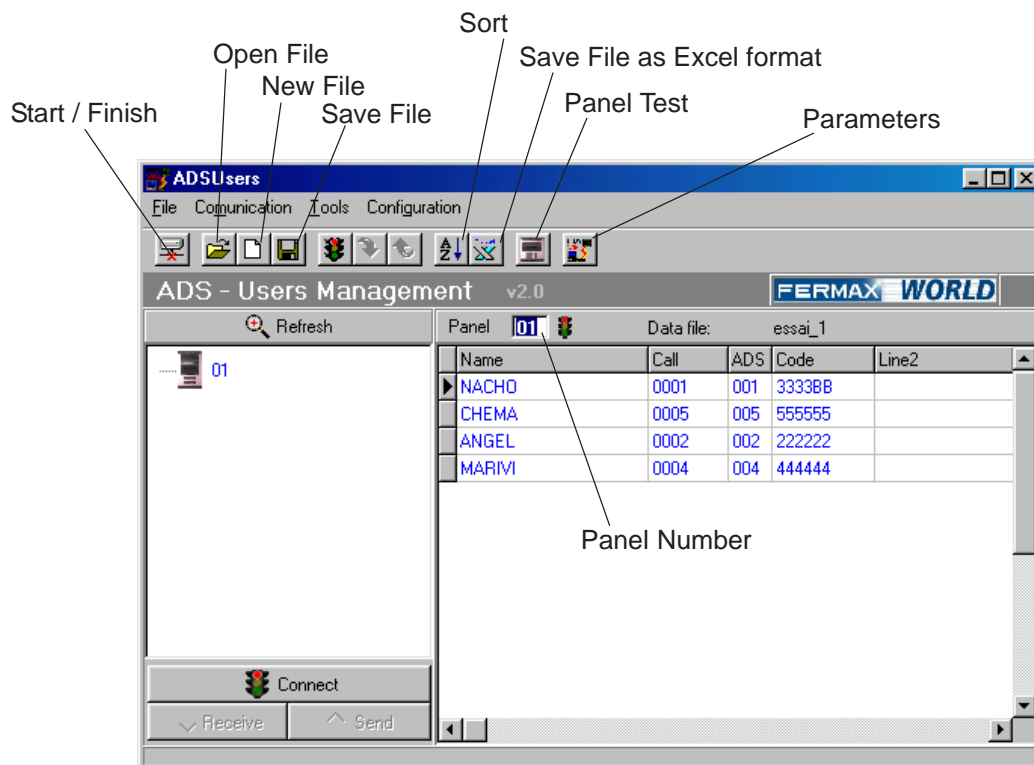 Sort
Open File
Save File as Excel format
New File
Panel Test
Start / Finish
Save File
Parameters
ADSUsers
File Comunication Tools Configuration
ADS - Users Management v2.0
FERMAX WORLD
Refresh
Panel 01 Data file: essai_1
01
Name Call ADS Code Line2
NACHO 0001 001 3333BB
CHEMA 0005 005 555555
ANGEL 0002 002 222222
MARIVI 0004 004 444444
Panel Number
Connect
Receive Send